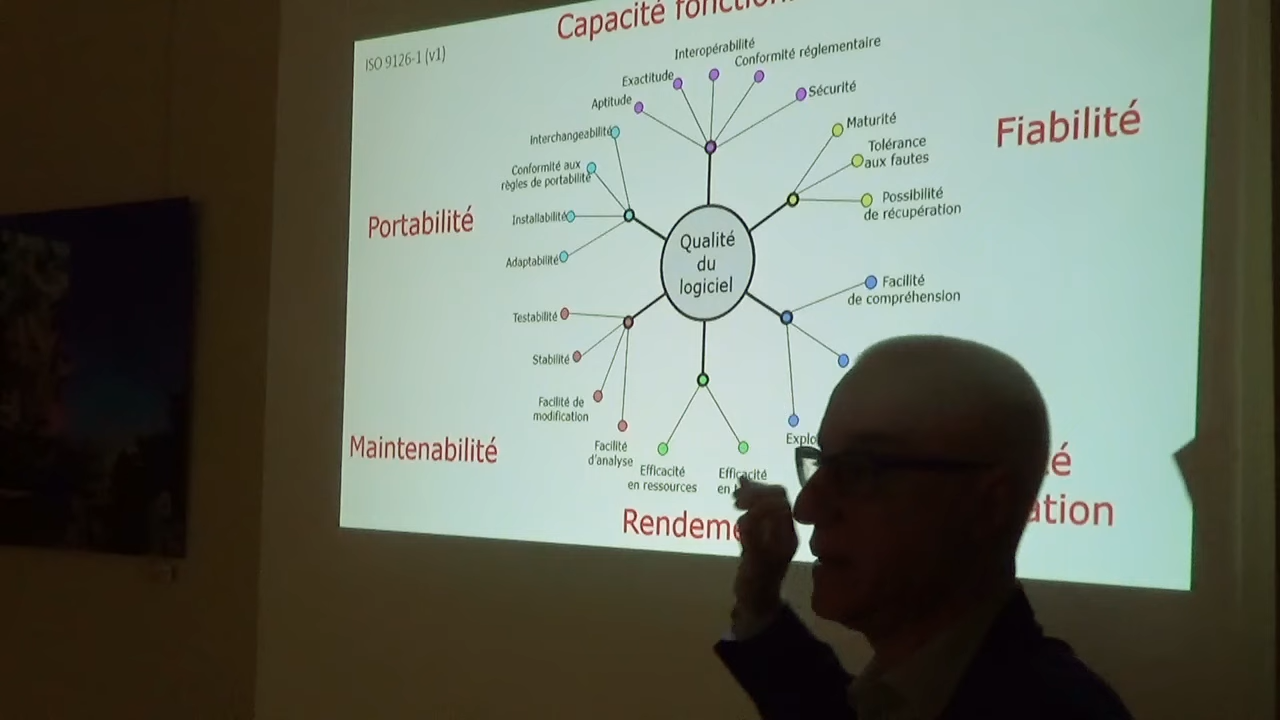 Capacité
ISO 9126-1 (v1)
Interopérabilité
Conformité réglementaire
Exactitude
Sécurité
Aptitude
Maturité
Fiabilité
Interchangeabilité
Tolérance
aux fautes
Conformité aux
règles de portabilité
Possibilité
de récupération
Portabilité
Installabilité
Qualité
du
logiciel
Adaptabilité
Facilité
de compréhension
Testabilité
Stabilité
Facilité de
modification
Maintenabilité
Facilité
d'analyse
Efficacité
en ressources
Efficacité
en